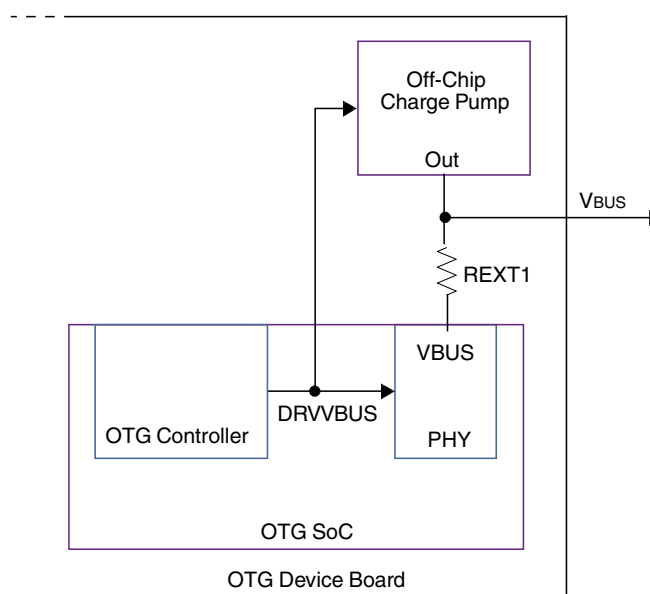 Off-Chip
Charge Pump
Out
VBUS
REXT1
VBUS
DRVVBUS
OTG Controller
PHY
OTG SoC
OTG Device Board